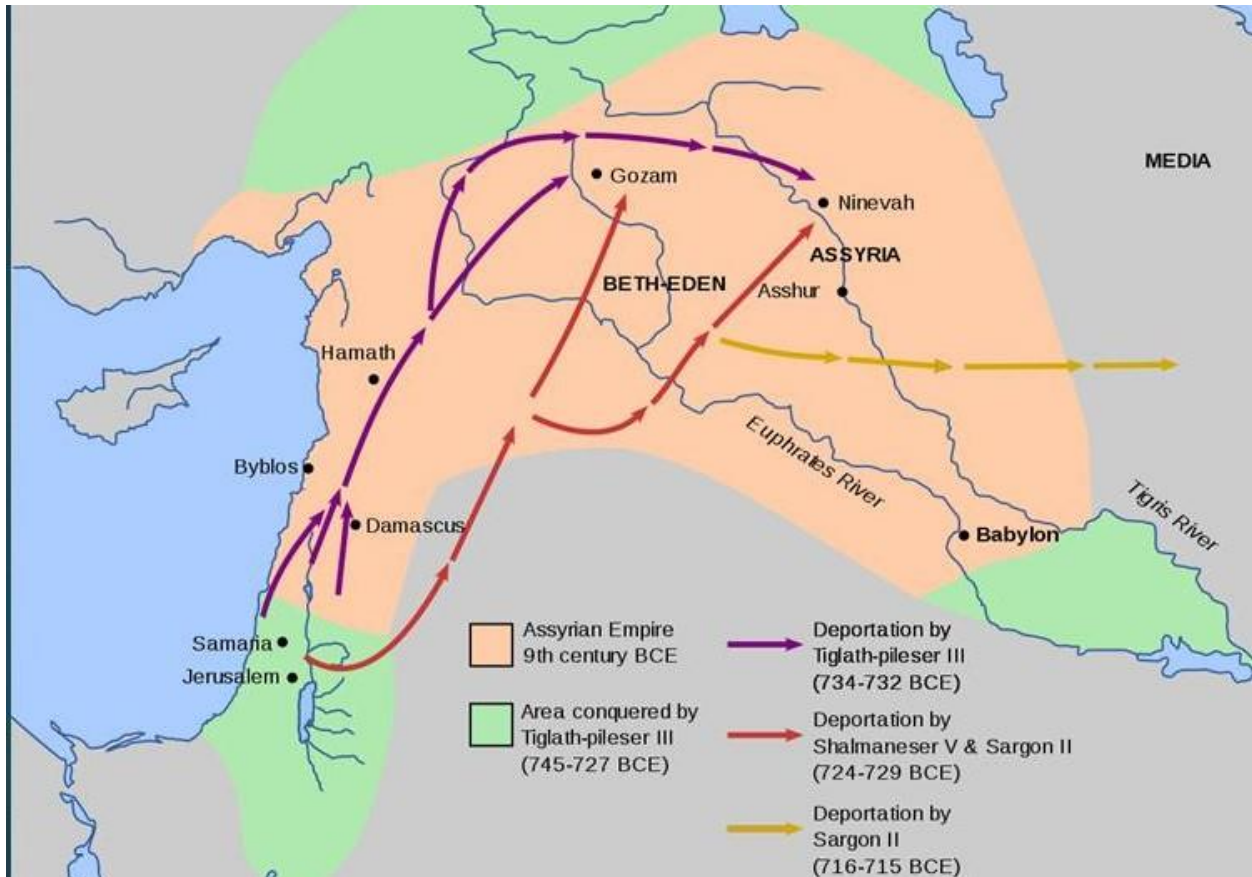 MEDIA
Gozam
Ninevah
ASSYRIA
BETH-EDEN
Asshur
Hamath
Euphrates River
Byblos
Tigris River
Damascus
Babylon
Samaria
Jerusalem
Assyrian Empire
9th century BCE
Area conquered by
Tiglath-pileser III
(745-727 BCE)
Deportation by
Tiglath-pileser III
(734-732 BCE)
Deportation by
Shalmaneser V & Sargon II
(724-729 BCE)
Deportation by
Sargon II
(716-715 BCE)